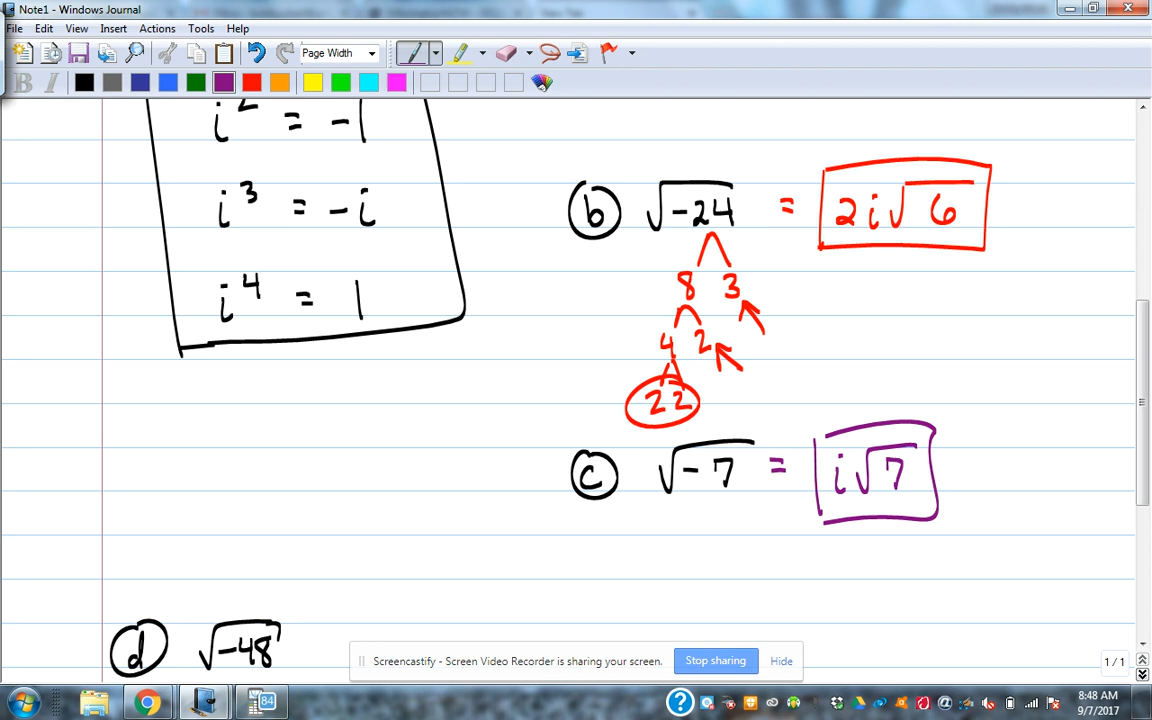 Note1 - Windows Journal
File Edit View Insert Actions Tools Help
Page Width
B I
i² = -1
i³ = -i
i⁴ = 1
b √-24 = 2i√6
8 3
4 2
2 2
c √-7 = i√7
d √-48
Screencastify - Screen Video Recorder is sharing your screen. Stop sharing Hide
1/1
84
8:48 AM
9/7/2017